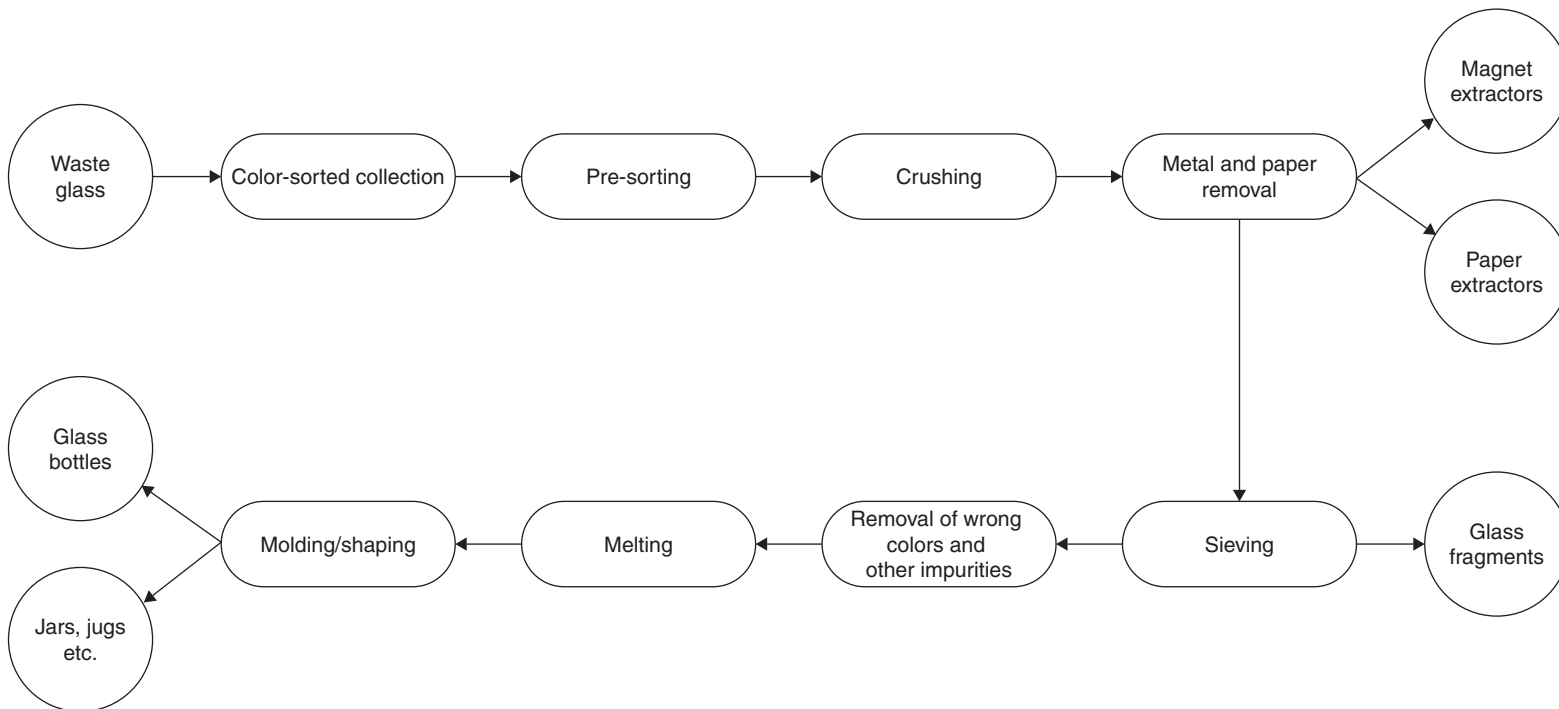 Waste
glass
Color-sorted collection
Pre-sorting
Crushing
Metal and paper
removal
Magnet
extractors
Paper
extractors
Glass
bottles
Jars, jugs
etc.
Molding/shaping
Melting
Removal of wrong
colors and
other impurities
Sieving
Glass
fragments